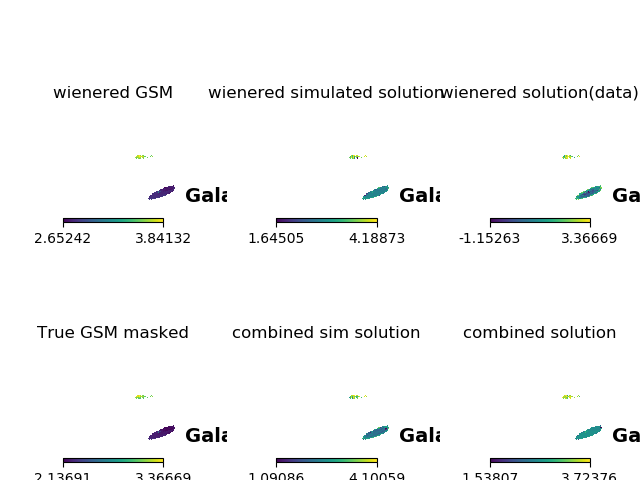 wienered GSM wienered simulated solution wienered solution(data)
Gala Gala Ga
2.65242 3.84132 1.64505 4.18873 -1.15263 3.36669
True GSM masked combined sim solution combined solution
Gala Gala Ga
2.13691 3.36669 1.09086 4.10059 1.53807 3.72376